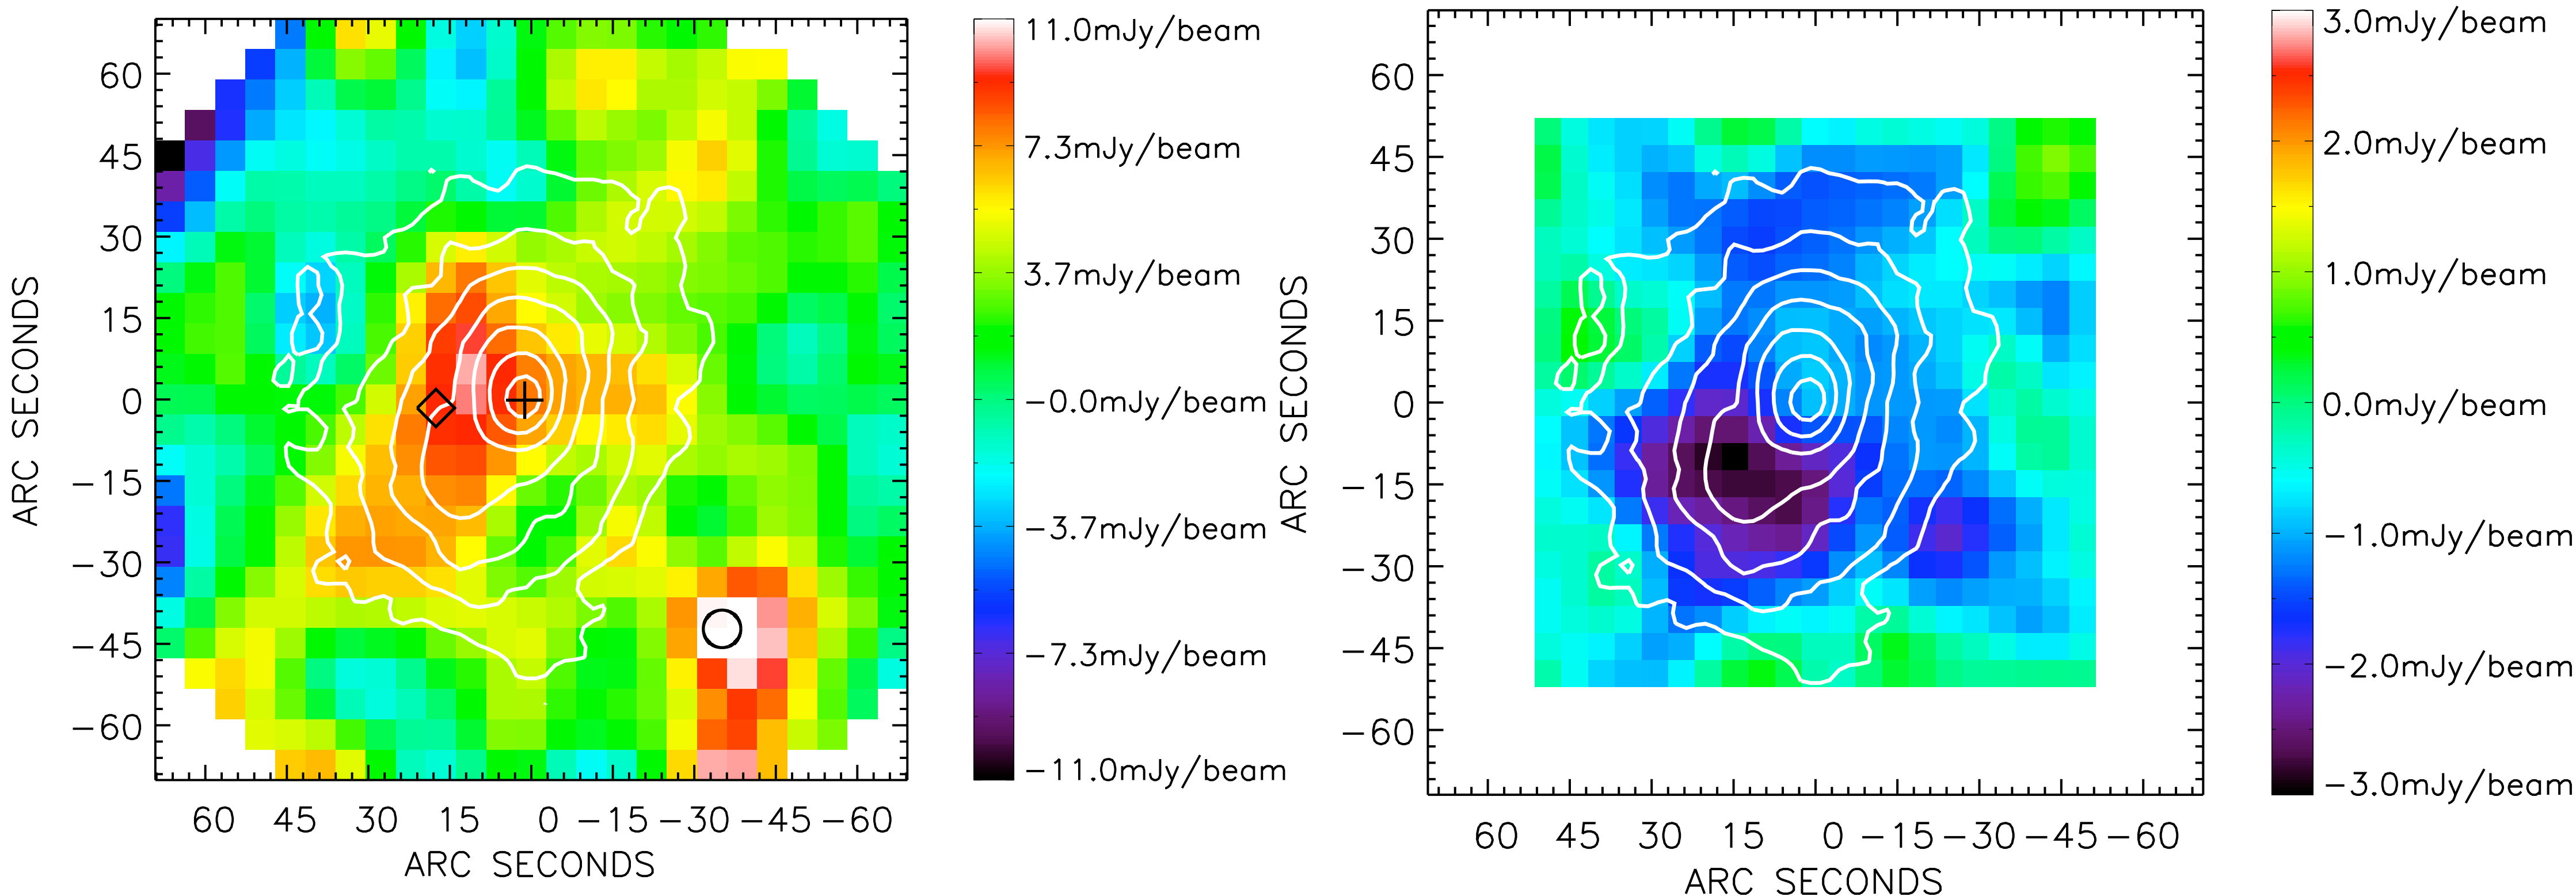 11.0mJy/beam
7.3mJy/beam
3.7mJy/beam
-0.0mJy/beam
-3.7mJy/beam
-7.3mJy/beam
-11.0mJy/beam
60
45
30
15
0
-15
-30
-45
-60
ARC SECONDS
60 45 30 15 0 -15 -30 -45 -60
ARC SECONDS
3.0mJy/beam
2.0mJy/beam
1.0mJy/beam
0.0mJy/beam
-1.0mJy/beam
-2.0mJy/beam
-3.0mJy/beam
60
45
30
15
0
-15
-30
-45
-60
ARC SECONDS
60 45 30 15 0 -15 -30 -45 -60
ARC SECONDS